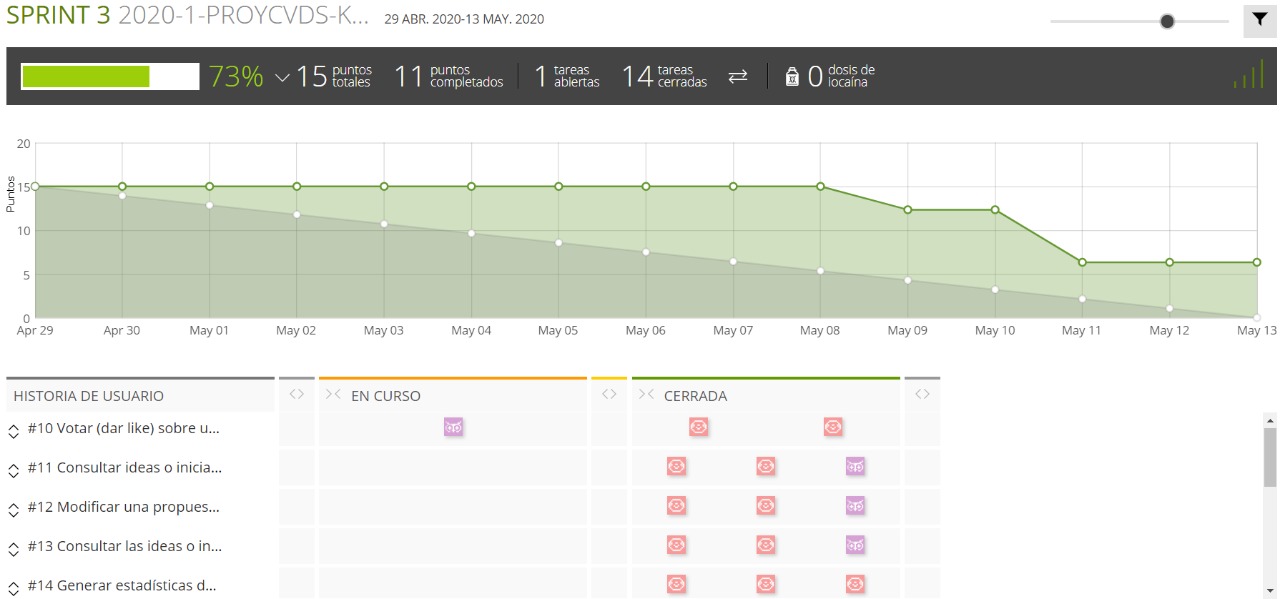 SPRINT 3 2020-1-PROYCVDS-K... 29 ABR. 2020-13 MAY. 2020
73% 15 puntos totales 11 puntos completados 1 tareas abiertas 14 tareas cerradas 0 dosis de locaína
20
15
10
5
0
Puntos
Apr 29 Apr 30 May 01 May 02 May 03 May 04 May 05 May 06 May 07 May 08 May 09 May 10 May 11 May 12 May 13
HISTORIA DE USUARIO EN CURSO CERRADA
#10 Votar (dar like) sobre u...
#11 Consultar ideas o inicia...
#12 Modificar una propues...
#13 Consultar las ideas o in...
#14 Generar estadísticas d...